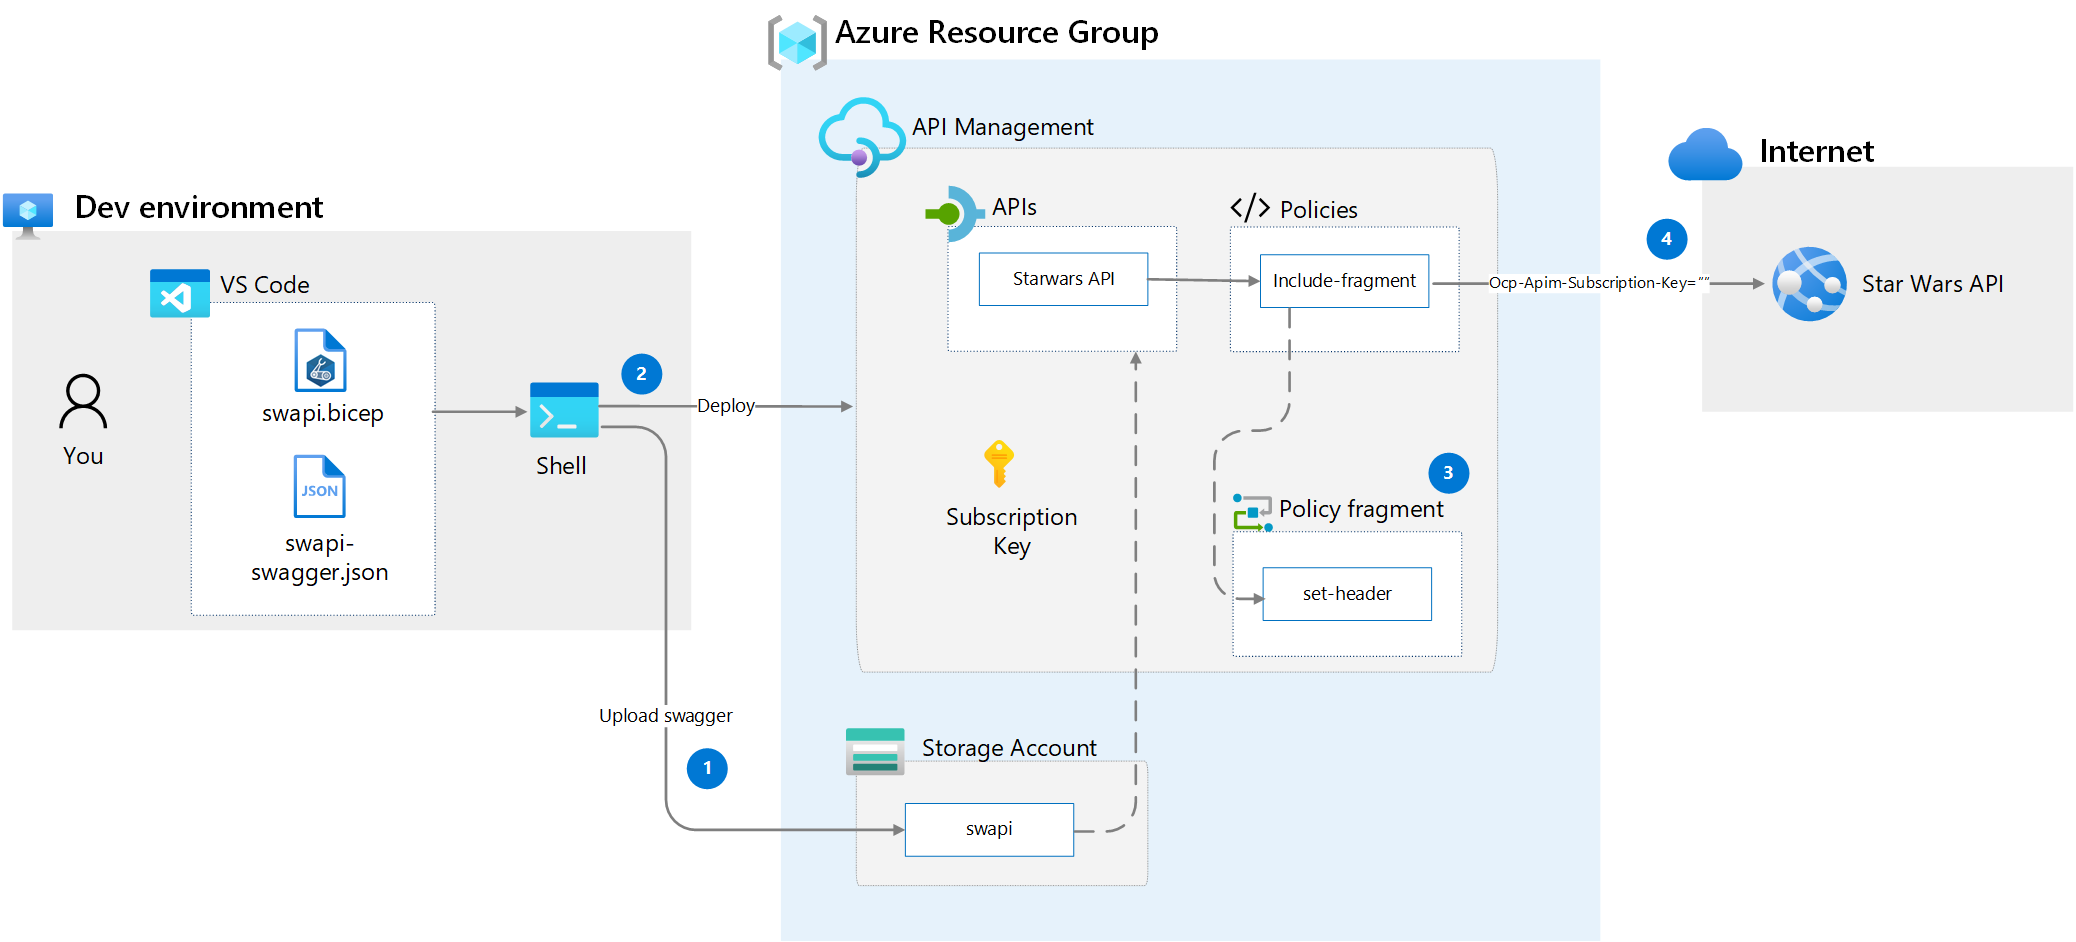 Azure Resource Group
API Management
Internet
Dev environment
APIs
Policies
VS Code
Starwars API
Include-fragment
Ocp-Apim-Subscription-Key=""
4
Star Wars API
swapi.bicep
2
Deploy
You
Shell
JSON
swapi-
swagger.json
Subscription
Key
3
Policy fragment
set-header
Upload swagger
1
Storage Account
swapi